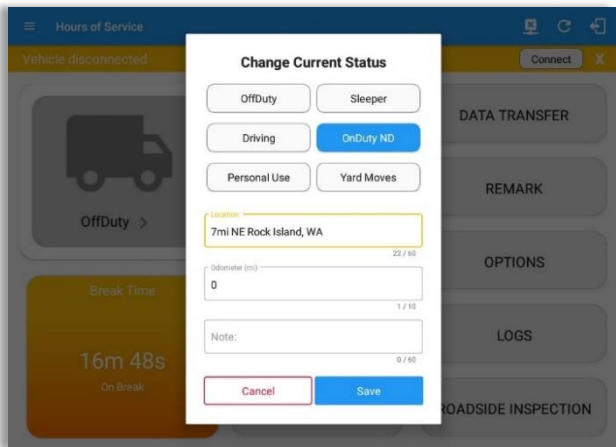 Hours of Service
Vehicle disconnected
Connect X
Change Current Status
OffDuty
Sleeper
Driving
OnDuty ND
Personal Use
Yard Moves
Location
7mi NE Rock Island, WA
22 / 60
Odometer (mi)
0
1 / 10
Note:
0 / 60
Cancel
Save
OffDuty >
Break Time
16m 48s
On Break
DATA TRANSFER
REMARK
OPTIONS
LOGS
ROADSIDE INSPECTION